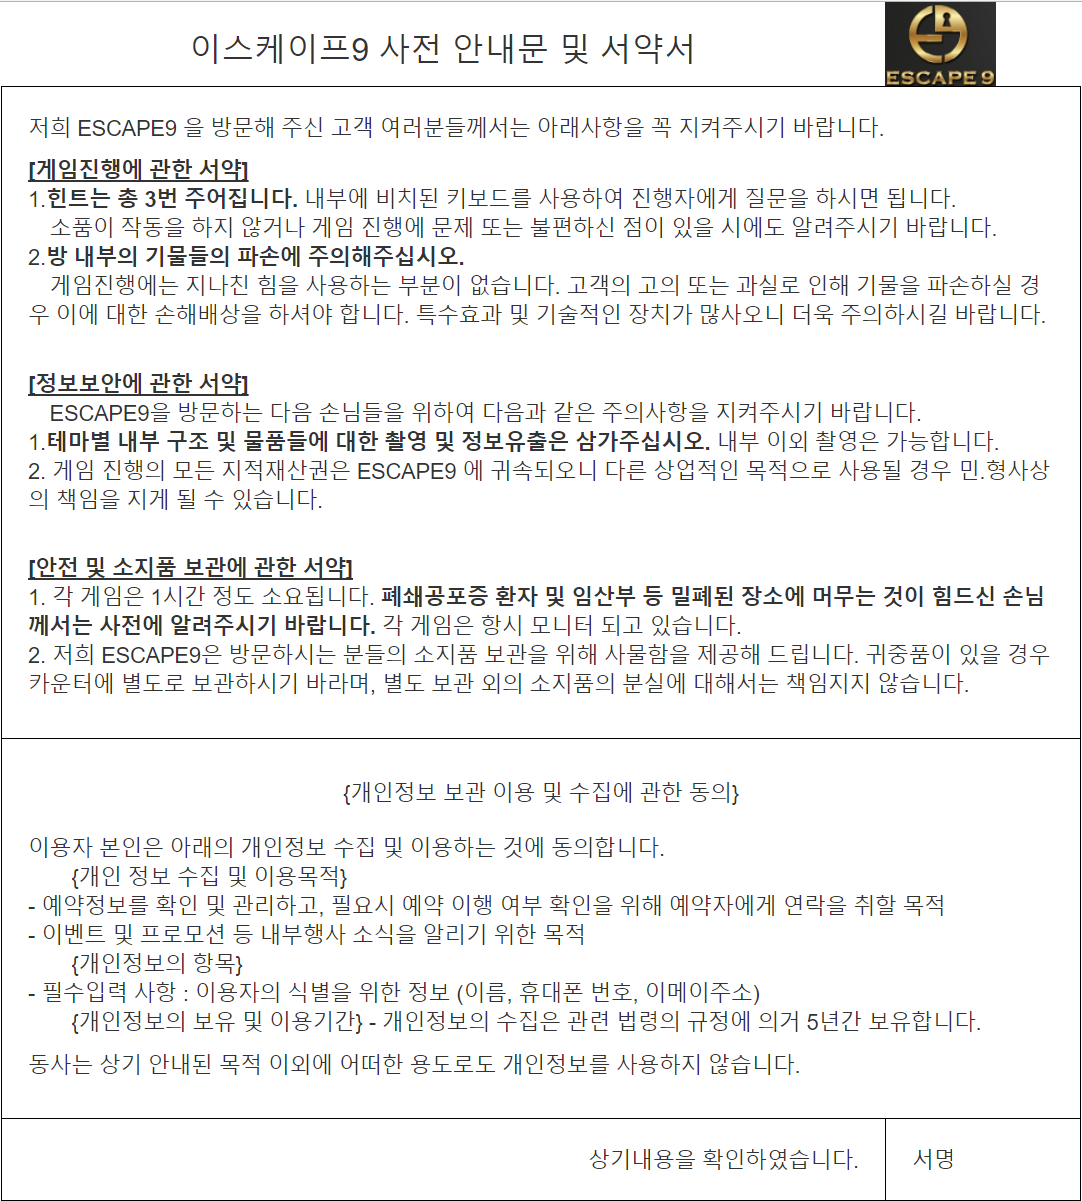 이스케이프9 사전 안내문 및 서약서
ESCAPE 9
저희 ESCAPE9 을 방문해 주신 고객 여러분들께서는 아래사항을 꼭 지켜주시기 바랍니다.
[게임진행에 관한 서약]
1.힌트는 총 3번 주어집니다. 내부에 비치된 키보드를 사용하여 진행자에게 질문을 하시면 됩니다.
소품이 작동을 하지 않거나 게임 진행에 문제 또는 불편하신 점이 있을 시에도 알려주시기 바랍니다.
2.방 내부의 기물들의 파손에 주의해주십시오.
게임진행에는 지나친 힘을 사용하는 부분이 없습니다. 고객의 고의 또는 과실로 인해 기물을 파손하실 경
우 이에 대한 손해배상을 하셔야 합니다. 특수효과 및 기술적인 장치가 많사오니 더욱 주의하시길 바랍니다.
[정보보안에 관한 서약]
ESCAPE9을 방문하는 다음 손님들을 위하여 다음과 같은 주의사항을 지켜주시기 바랍니다.
1.테마별 내부 구조 및 물품들에 대한 촬영 및 정보유출은 삼가주십시오. 내부 이외 촬영은 가능합니다.
2. 게임 진행의 모든 지적재산권은 ESCAPE9 에 귀속되오니 다른 상업적인 목적으로 사용될 경우 민.형사상
의 책임을 지게 될 수 있습니다.
[안전 및 소지품 보관에 관한 서약]
1. 각 게임은 1시간 정도 소요됩니다. 폐쇄공포증 환자 및 임산부 등 밀폐된 장소에 머무는 것이 힘드신 손님
께서는 사전에 알려주시기 바랍니다. 각 게임은 항시 모니터 되고 있습니다.
2. 저희 ESCAPE9은 방문하시는 분들의 소지품 보관을 위해 사물함을 제공해 드립니다. 귀중품이 있을 경우
카운터에 별도로 보관하시기 바라며, 별도 보관 외의 소지품의 분실에 대해서는 책임지지 않습니다.
{개인정보 보관 이용 및 수집에 관한 동의}
이용자 본인은 아래의 개인정보 수집 및 이용하는 것에 동의합니다.
{개인 정보 수집 및 이용목적}
- 예약정보를 확인 및 관리하고, 필요시 예약 이행 여부 확인을 위해 예약자에게 연락을 취할 목적
- 이벤트 및 프로모션 등 내부행사 소식을 알리기 위한 목적
{개인정보의 항목}
- 필수입력 사항 : 이용자의 식별을 위한 정보 (이름, 휴대폰 번호, 이메이주소)
{개인정보의 보유 및 이용기간} - 개인정보의 수집은 관련 법령의 규정에 의거 5년간 보유합니다.
동사는 상기 안내된 목적 이외에 어떠한 용도로도 개인정보를 사용하지 않습니다.
상기내용을 확인하였습니다.
서명